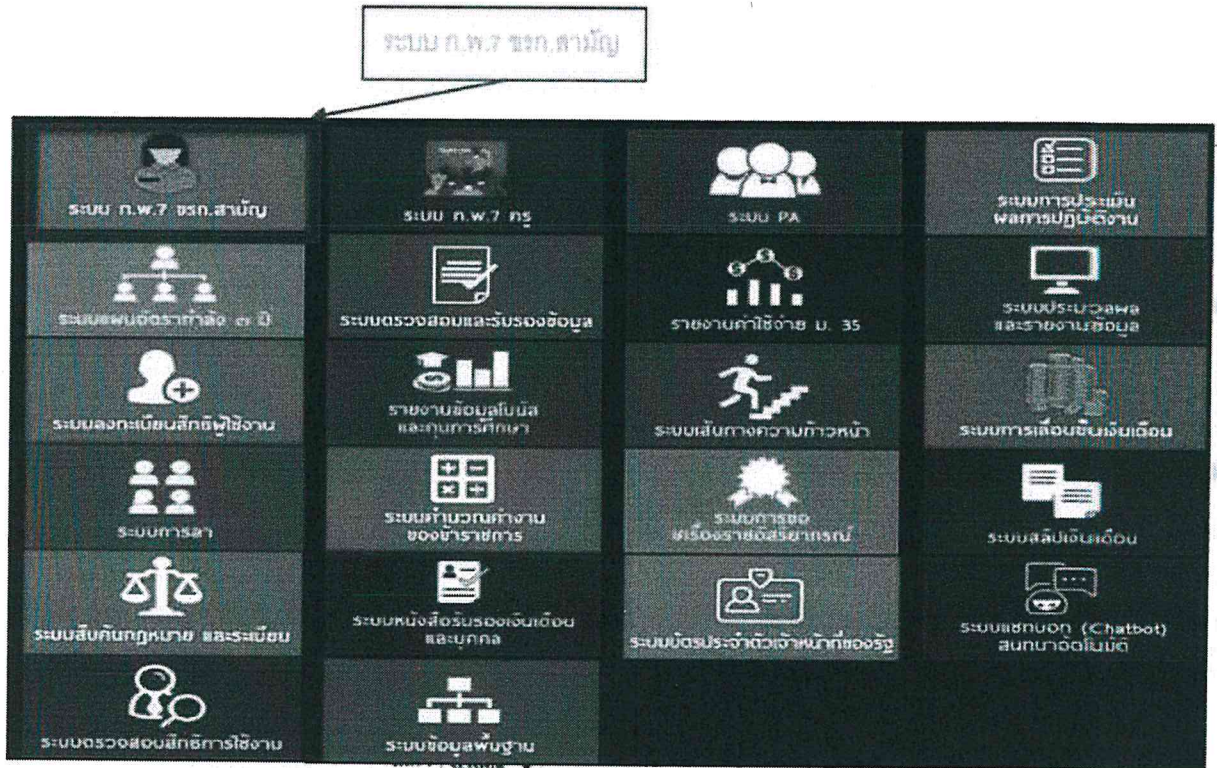 ระบบ ก.พ.7 ขรก.สามัญ
ระบบ ก.พ.7 ขรก.สามัญ
ระบบ ก.พ.7 ครู
ระบบ PA
ระบบการประเมิน
ผลการปฏิบัติงาน
ระบบแผนอัตรากำลัง ๓ ปี
ระบบตรวจสอบและรับรองข้อมูล
รายงานค่าใช้จ่าย ม. 35
ระบบประมวลผล
และรายงานข้อมูล
ระบบลงทะเบียนสิทธิผู้ใช้งาน
รายงานข้อมูลโบนัส
และทุนการศึกษา
ระบบเส้นทางความก้าวหน้า
ระบบการเลื่อนขั้นเงินเดือน
ระบบการลา
ระบบคำนวณค่างาน
ของข้าราชการ
ระบบการขอ
เครื่องราชอิสริยาภรณ์
ระบบสลิปเงินเดือน
ระบบสืบค้นกฎหมาย และระเบียบ
ระบบหนังสือรับรองเงินเดือน
และบุคคล
ระบบบัตรประจำตัวเจ้าหน้าที่ของรัฐ
ระบบแชทบอท (Chatbot)
สนทนาอัตโนมัติ
ระบบตรวจสอบสิทธิการใช้งาน
ระบบข้อมูลพื้นฐาน